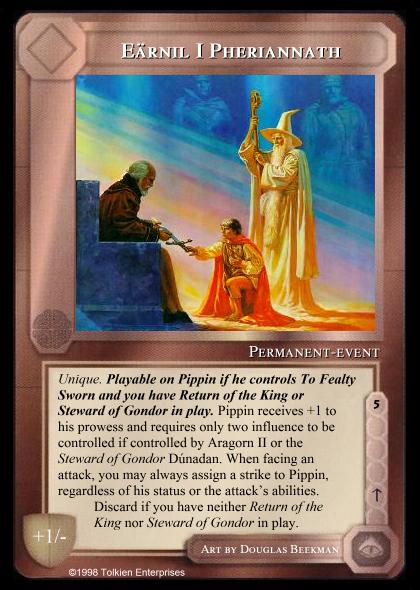 Eärnil I Pheriannath
Permanent-event
Unique. Playable on Pippin if he controls To Fealty
Sworn and you have Return of the King or
Steward of Gondor in play. Pippin receives +1 to
his prowess and requires only two influence to be
controlled if controlled by Aragorn II or the
Steward of Gondor Dúnadan. When facing an
attack, you may always assign a strike to Pippin,
regardless of his status or the attack's abilities.
Discard if you have neither Return of the
King nor Steward of Gondor in play.
5
+1/-
Art by Douglas Beekman
©1998 Tolkien Enterprises